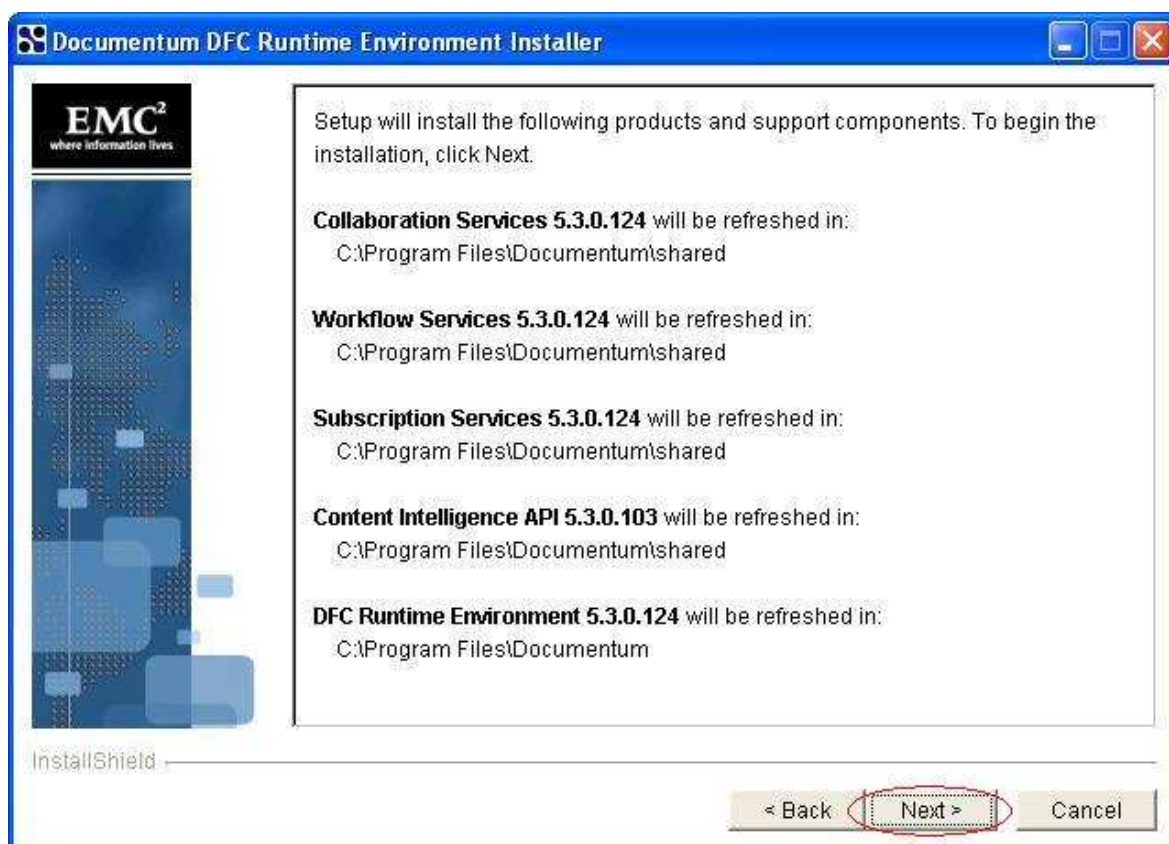 Documentum DFC Runtime Environment Installer
EMC²
where information lives
Setup will install the following products and support components. To begin the
installation, click Next.
Collaboration Services 5.3.0.124 will be refreshed in:
C:\Program Files\Documentum\shared
Workflow Services 5.3.0.124 will be refreshed in:
C:\Program Files\Documentum\shared
Subscription Services 5.3.0.124 will be refreshed in:
C:\Program Files\Documentum\shared
Content Intelligence API 5.3.0.103 will be refreshed in:
C:\Program Files\Documentum\shared
DFC Runtime Environment 5.3.0.124 will be refreshed in:
C:\Program Files\Documentum
InstallShield
< Back Next > Cancel